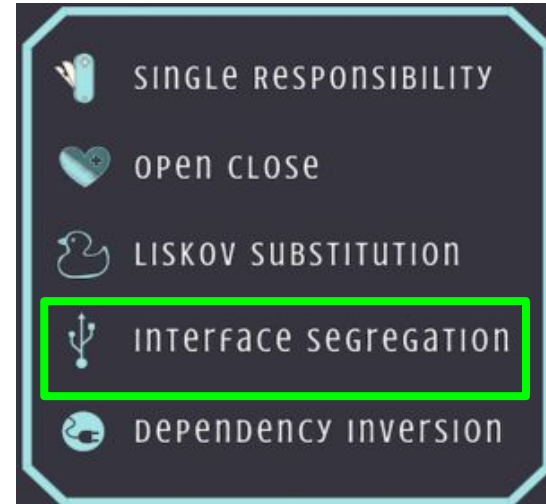 SINGLE RESPONSIBILITY
OPEN CLOSE
LISKOV SUBSTITUTION
INTERFACE SEGREGATION
DEPENDENCY INVERSION